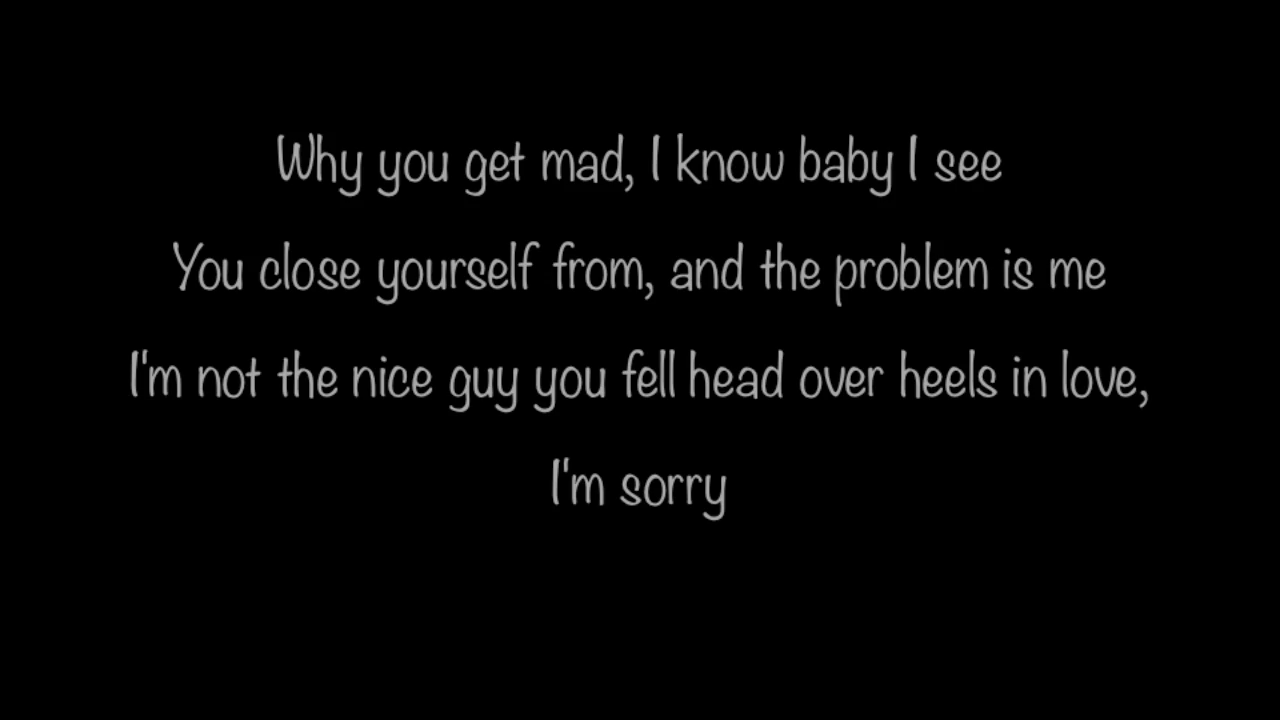 Why you get mad, I know baby I see
You close yourself from, and the problem is me
I'm not the nice guy you fell head over heels in love,
I'm sorry